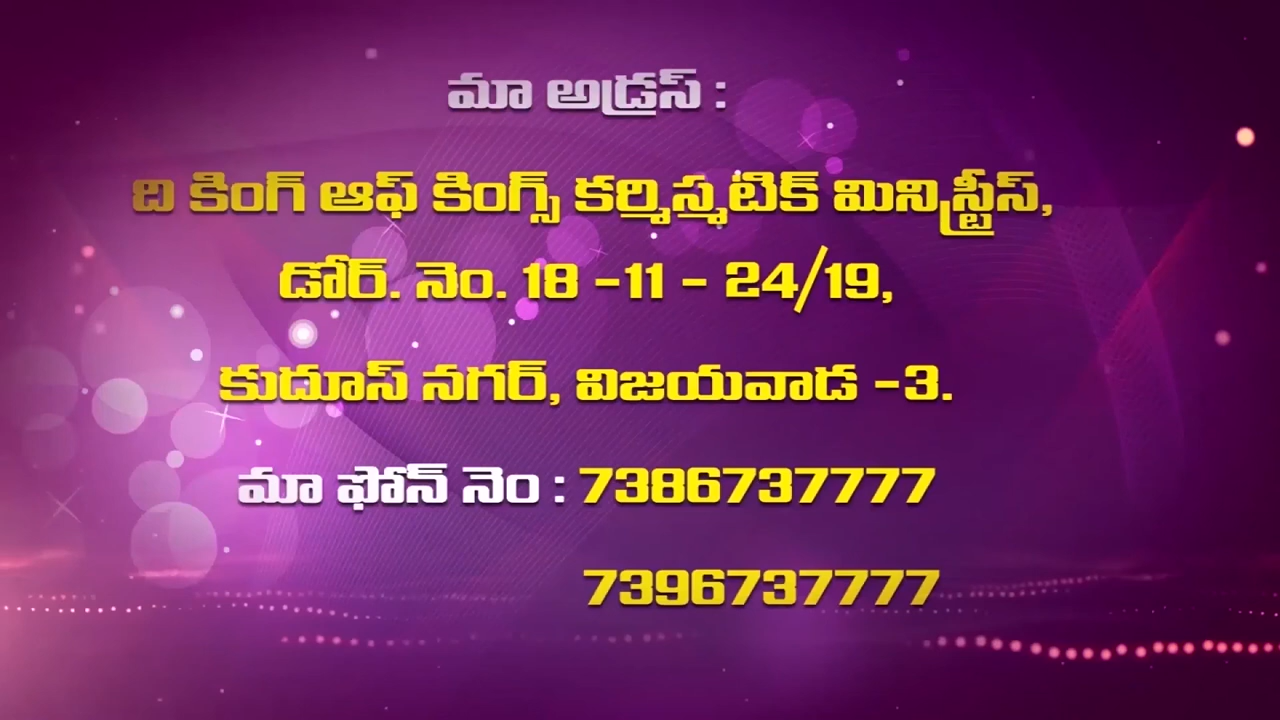 మా అడ్రస్ :
ది కింగ్ ఆఫ్ కింగ్స్ కర్మిస్మటిక్ మినిస్ట్రీస్,
డోర్. నెం. 18 -11 - 24/19,
కుదూస్ నగర్, విజయవాడ -3.
మా ఫోన్ నెం : 7386737777
7396737777